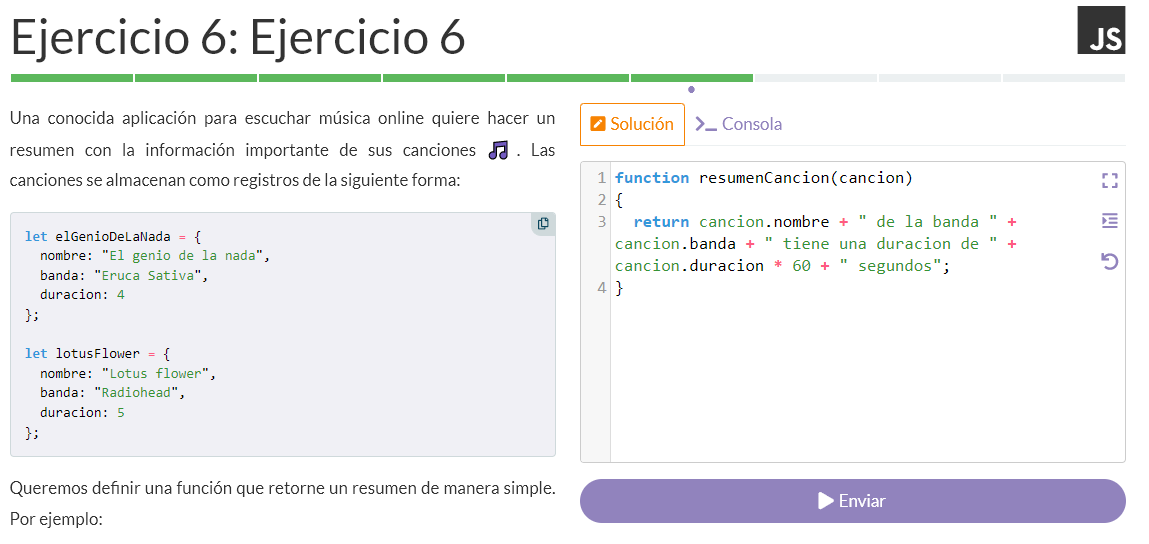 Ejercicio 6: Ejercicio 6
JS
Una conocida aplicación para escuchar música online quiere hacer un
resumen con la información importante de sus canciones . Las
canciones se almacenan como registros de la siguiente forma:
let elGenioDeLaNada = {
  nombre: "El genio de la nada",
  banda: "Eruca Sativa",
  duracion: 4
};
let lotusFlower = {
  nombre: "Lotus flower",
  banda: "Radiohead",
  duracion: 5
};
Queremos definir una función que retorne un resumen de manera simple.
Por ejemplo:
Solución
Consola
1 function resumenCancion(cancion)
2 {
3   return cancion.nombre + " de la banda " +
cancion.banda + " tiene una duracion de " +
cancion.duracion * 60 + " segundos";
4 }
Enviar